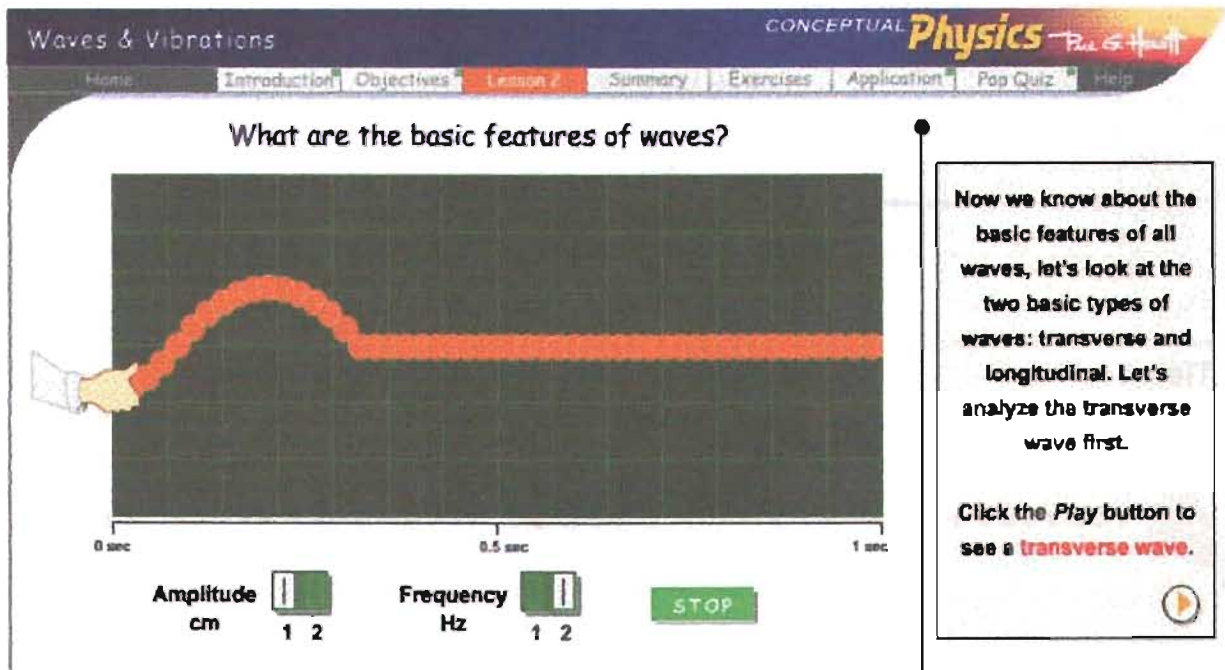 Waves & Vibrations
CONCEPTUAL Physics Paul G. Hewitt
Home Introduction Objectives Lesson 2 Summary Exercises Application Pop Quiz Help
What are the basic features of waves?
Now we know about the
basic features of all
waves, let's look at the
two basic types of
waves: transverse and
longitudinal. Let's
analyze the transverse
wave first.
Click the Play button to
see a transverse wave.
0 sec 0.5 sec 1 sec
Amplitude
cm
1 2
Frequency
Hz
1 2
STOP